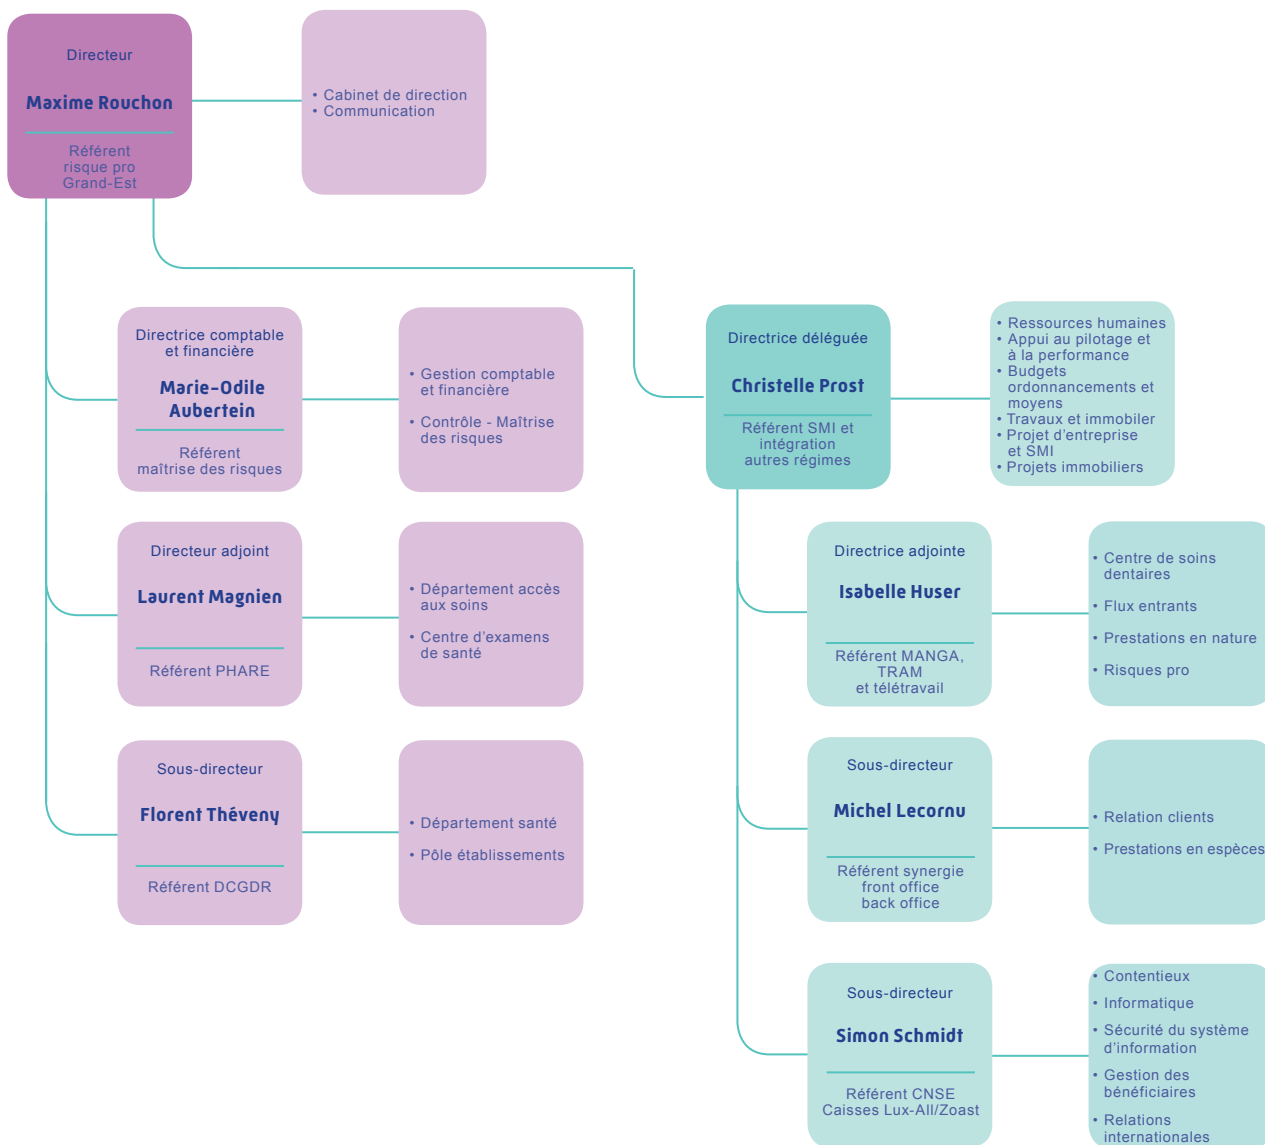 Directeur
Maxime Rouchon
Référent
risque pro
Grand-Est
• Cabinet de direction
• Communication
Directrice comptable
et financière
Marie-Odile
Aubertein
Référent
maîtrise des risques
• Gestion comptable
et financière
• Contrôle - Maîtrise
des risques
Directrice déléguée
Christelle Prost
Référent SMI et
intégration
autres régimes
• Ressources humaines
• Appui au pilotage et
à la performance
• Budgets
ordonnancements et
moyens
• Travaux et immobiler
• Projet d'entreprise
et SMI
• Projets immobiliers
Directeur adjoint
Laurent Magnien
Référent PHARE
• Département accès
aux soins
• Centre d'examens
de santé
Directrice adjointe
Isabelle Huser
Référent MANGA,
TRAM
et télétravail
• Centre de soins
dentaires
• Flux entrants
• Prestations en nature
• Risques pro
Sous-directeur
Florent Théveny
Référent DCGDR
• Département santé
• Pôle établissements
Sous-directeur
Michel Lecornu
Référent synergie
front office
back office
• Relation clients
• Prestations en espèces
Sous-directeur
Simon Schmidt
Référent CNSE
Caisses Lux-All/Zoast
• Contentieux
• Informatique
• Sécurité du système
d'information
• Gestion des
bénéficiaires
• Relations
internationales